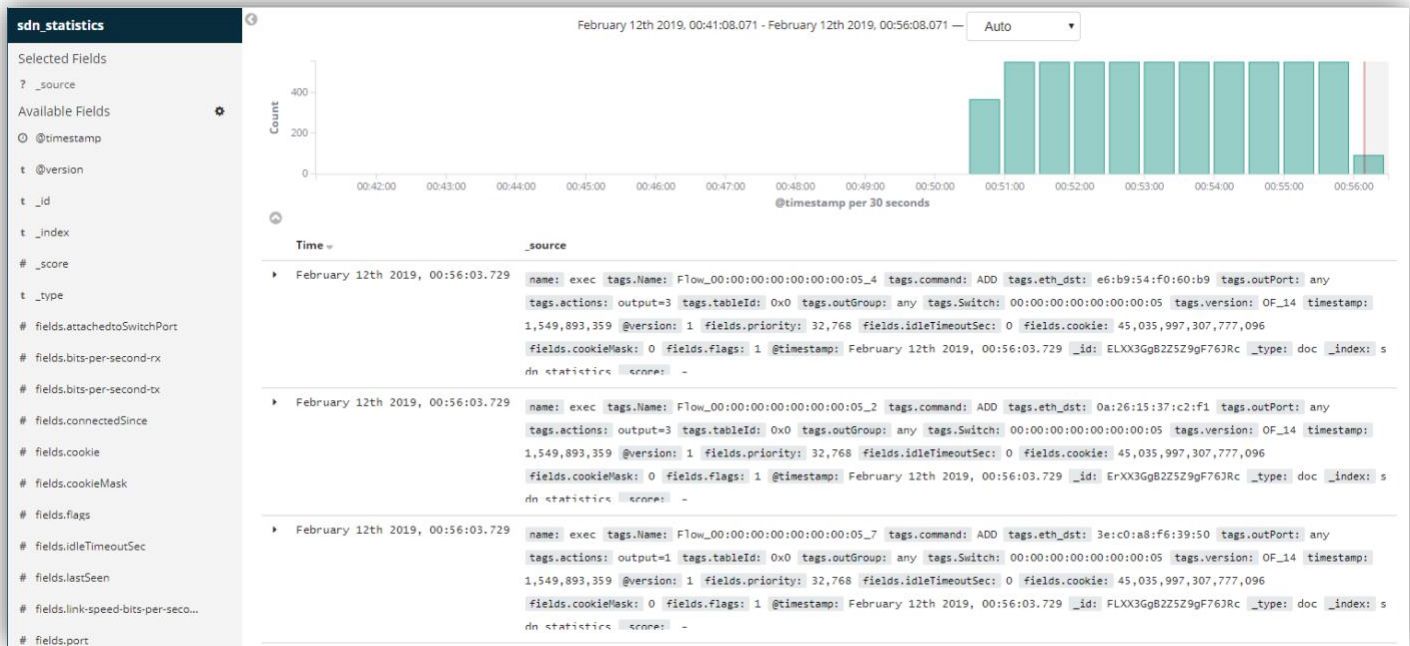 sdn_statistics
February 12th 2019, 00:41:08.071 - February 12th 2019, 00:56:08.071 — Auto
Selected Fields
? _source
Available Fields
@timestamp
t @version
t _id
t _index
# _score
t _type
# fields.attachedtoSwitchPort
# fields.bits-per-second-rx
# fields.bits-per-second-tx
# fields.connectedSince
# fields.cookie
# fields.cookieMask
# fields.flags
# fields.idleTimeoutSec
# fields.lastSeen
# fields.link-speed-bits-per-seco...
# fields.port
Count
400
200
0
00:42:00 00:43:00 00:44:00 00:45:00 00:46:00 00:47:00 00:48:00 00:49:00 00:50:00 00:51:00 00:52:00 00:53:00 00:54:00 00:55:00 00:56:00
@timestamp per 30 seconds
Time _source
February 12th 2019, 00:56:03.729 name: exec tags.Name: Flow_00:00:00:00:00:00:00:05_4 tags.command: ADD tags.eth_dst: e6:b9:54:f0:60:b9 tags.outPort: any
tags.actions: output=3 tags.tableId: 0x0 tags.outGroup: any tags.Switch: 00:00:00:00:00:00:00:05 tags.version: OF_14 timestamp:
1,549,893,359 @version: 1 fields.priority: 32,768 fields.idleTimeoutSec: 0 fields.cookie: 45,035,997,307,777,096
fields.cookieMask: 0 fields.flags: 1 @timestamp: February 12th 2019, 00:56:03.729 _id: ELXX3GgB2Z5Z9gF76JRc _type: doc _index: s
dn_statistics _score: -
February 12th 2019, 00:56:03.729 name: exec tags.Name: Flow_00:00:00:00:00:00:00:05_2 tags.command: ADD tags.eth_dst: 0a:26:15:37:c2:f1 tags.outPort: any
tags.actions: output=3 tags.tableId: 0x0 tags.outGroup: any tags.Switch: 00:00:00:00:00:00:00:05 tags.version: OF_14 timestamp:
1,549,893,359 @version: 1 fields.priority: 32,768 fields.idleTimeoutSec: 0 fields.cookie: 45,035,997,307,777,096
fields.cookieMask: 0 fields.flags: 1 @timestamp: February 12th 2019, 00:56:03.729 _id: ErXX3GgB2Z5Z9gF76JRc _type: doc _index: s
dn_statistics _score: -
February 12th 2019, 00:56:03.729 name: exec tags.Name: Flow_00:00:00:00:00:00:00:05_7 tags.command: ADD tags.eth_dst: 3e:c0:a8:f6:39:50 tags.outPort: any
tags.actions: output=1 tags.tableId: 0x0 tags.outGroup: any tags.Switch: 00:00:00:00:00:00:00:05 tags.version: OF_14 timestamp:
1,549,893,359 @version: 1 fields.priority: 32,768 fields.idleTimeoutSec: 0 fields.cookie: 45,035,997,307,777,096
fields.cookieMask: 0 fields.flags: 1 @timestamp: February 12th 2019, 00:56:03.729 _id: FLXX3GgB2Z5Z9gF76JRc _type: doc _index: s
dn_statistics _score: -